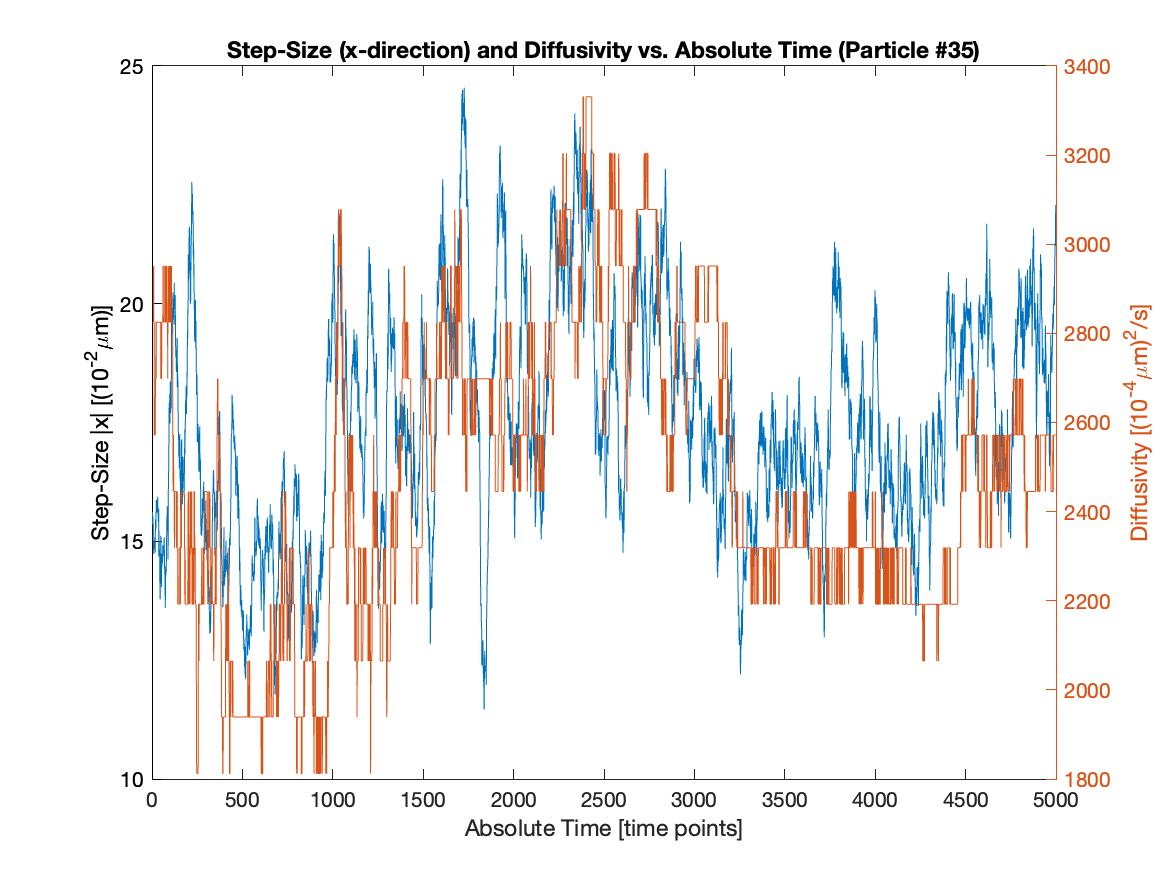 Step-Size (x-direction) and Diffusivity vs. Absolute Time (Particle #35)
25
20
15
10
Step-Size |x| [(10⁻² μm)]
3400
3200
3000
2800
2600
2400
2200
2000
1800
Diffusivity [(10⁻⁴ μm)²/s]
0 500 1000 1500 2000 2500 3000 3500 4000 4500 5000
Absolute Time [time points]